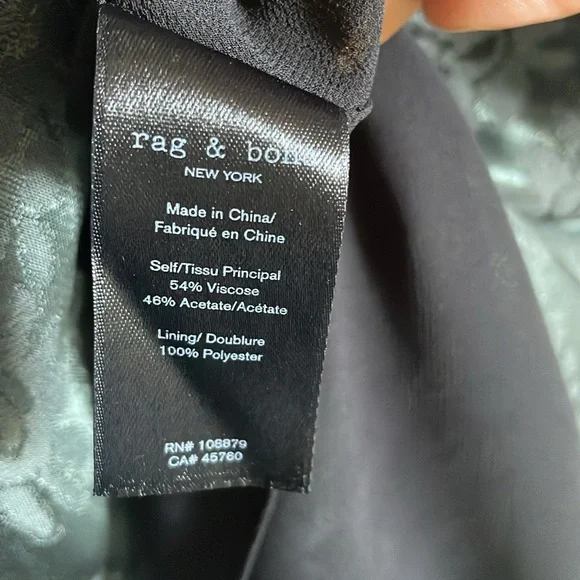 rag & bon
NEW YORK
Made in China/
Fabriqué en Chine
Self/Tissu Principal
54% Viscose
46% Acetate/Acétate
Lining/ Doublure
100% Polyester
RN# 108879
CA# 45760